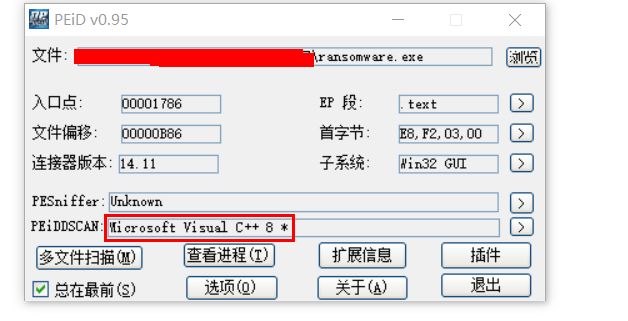 PEiD v0.95
文件: \ransomware.exe 浏览
入口点: 00001786 EP 段: .text >
文件偏移: 00000B86 首字节: E8,F2,03,00 >
连接器版本: 14.11 子系统: Win32 GUI >
PESniffer: Unknown >
PEiDDSCAN: Microsoft Visual C++ 8 * >
多文件扫描(M) 查看进程(T) 扩展信息 插件
总在最前(S) 选项(O) 关于(A) 退出